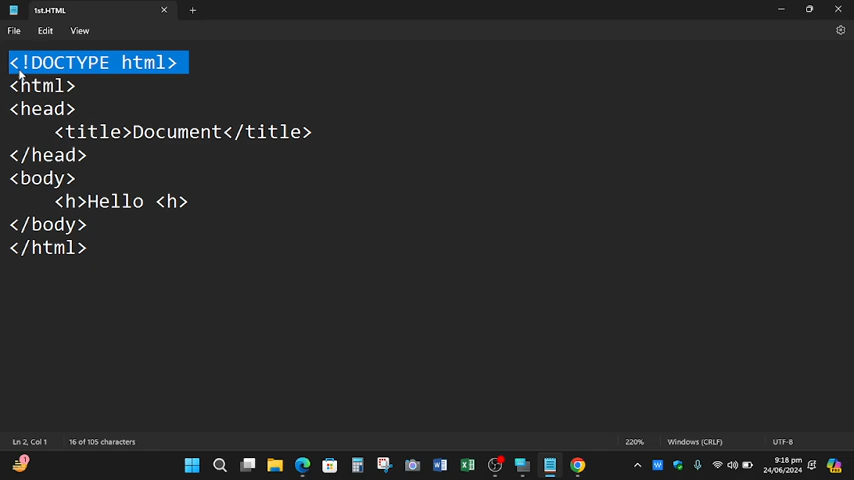 1st.HTML
File Edit View
<!DOCTYPE html>
<html>
<head>
<title>Document</title>
</head>
<body>
<h>Hello <h>
</body>
</html>
Ln 2, Col 1 16 of 105 characters 220% Windows (CRLF) UTF-8
1 9:18 pm
24/06/2024